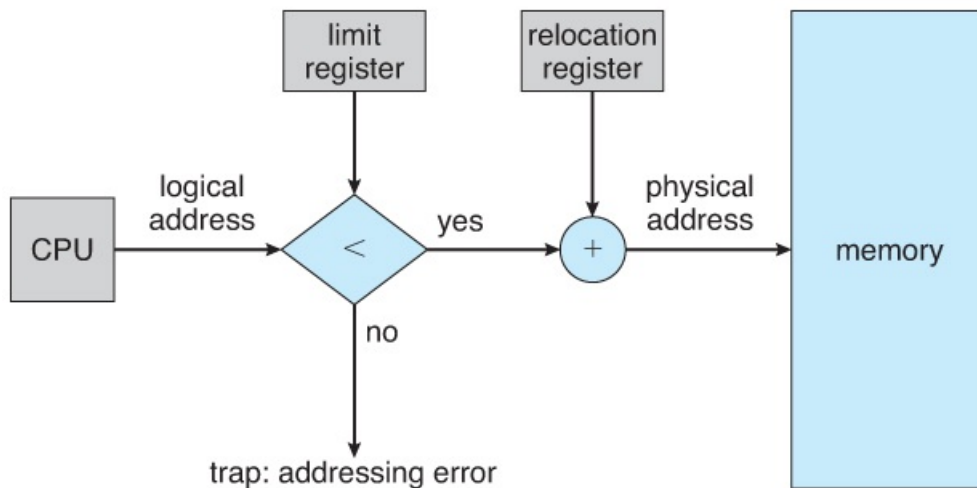 limit
register
relocation
register
logical
address
physical
address
CPU
<
yes
+
memory
no
trap: addressing error